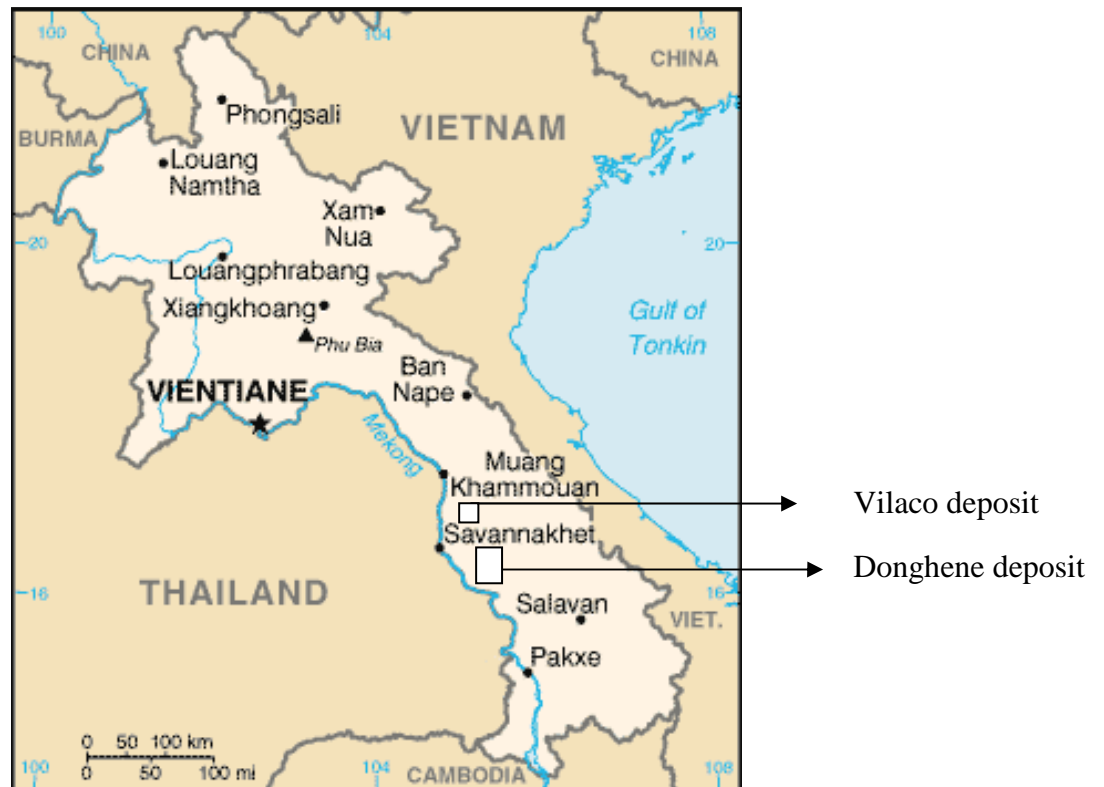 100
104
108
CHINA
CHINA
Phongsali
BURMA
VIETNAM
Louang
Namtha
Xam
Nua
20
20
Louangphrabang
Xiangkhoang
Phu Bia
Gulf of
Tonkin
Ban
Nape
VIENTIANE
Mekong
Muang
Khammouan
Vilaco deposit
Savannakhet
Donghene deposit
THAILAND
16
16
Salavan
VIET.
Pakxe
0 50 100 km
0 50 100 mi
100
104
CAMBODIA
108